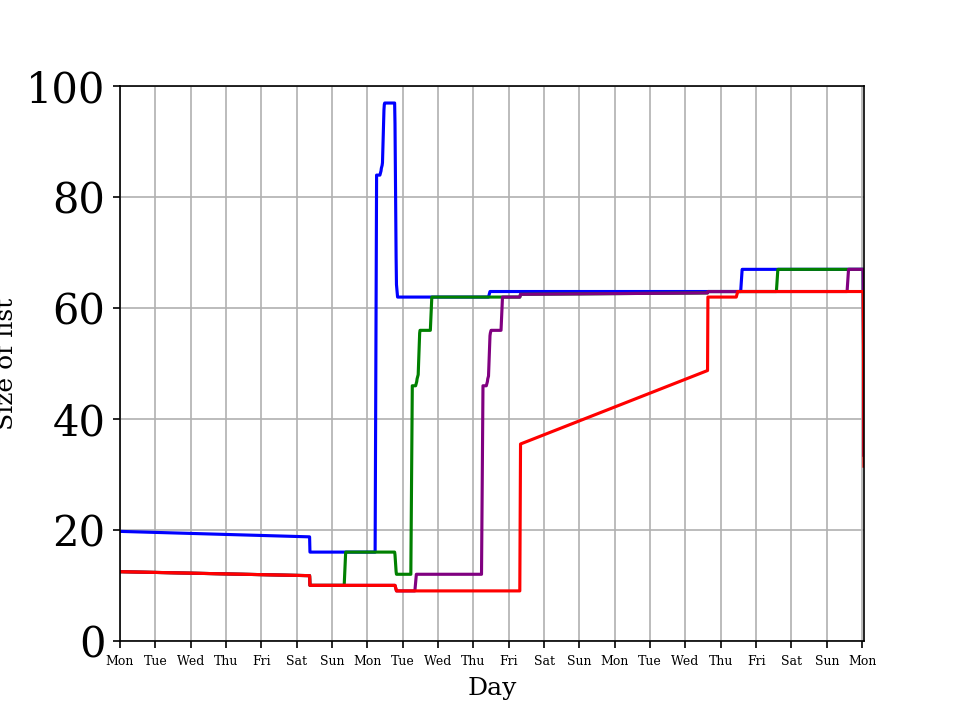 100
80
60
40
20
0
Size of list
Mon Tue Wed Thu Fri Sat Sun Mon Tue Wed Thu Fri Sat Sun Mon Tue Wed Thu Fri Sat Sun Mon
Day